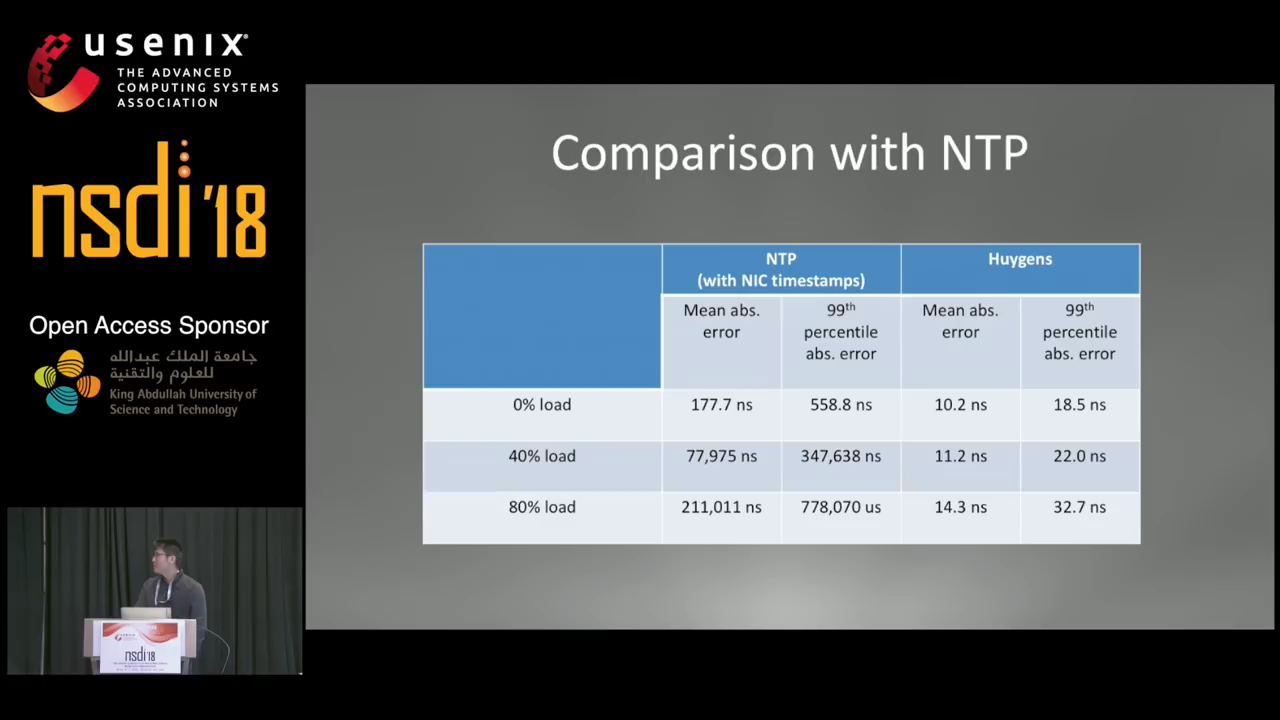 usenix
THE ADVANCED
COMPUTING SYSTEMS
ASSOCIATION
nsdi '18
Open Access Sponsor
جامعة الملك عبدالله
للعلوم والتقنية
King Abdullah University of
Science and Technology
usenix
nsdi'18
Comparison with NTP
NTP
(with NIC timestamps)
Huygens
Mean abs.
error
99th
percentile
abs. error
Mean abs.
error
99th
percentile
abs. error
0% load
177.7 ns
558.8 ns
10.2 ns
18.5 ns
40% load
77,975 ns
347,638 ns
11.2 ns
22.0 ns
80% load
211,011 ns
778,070 us
14.3 ns
32.7 ns